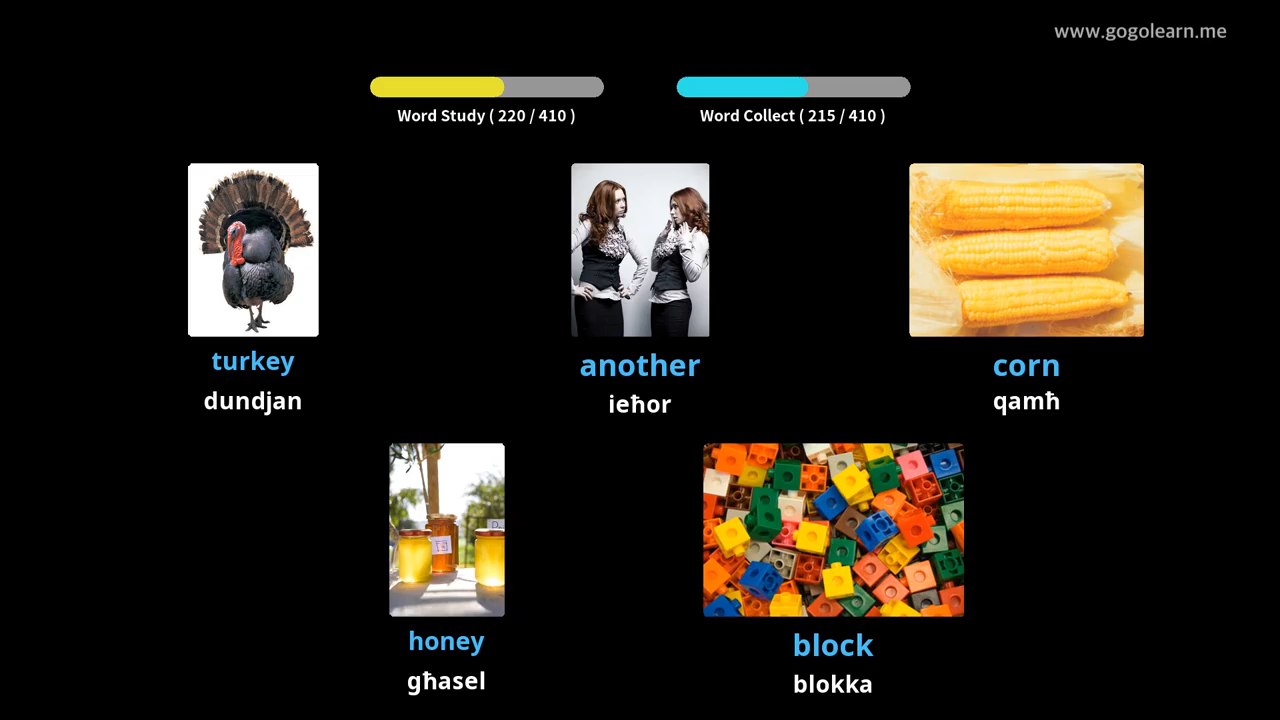 www.gogolearn.me
Word Study ( 220 / 410 )
Word Collect ( 215 / 410 )
turkey
dundjan
another
ieħor
corn
qamħ
honey
għasel
block
blokka